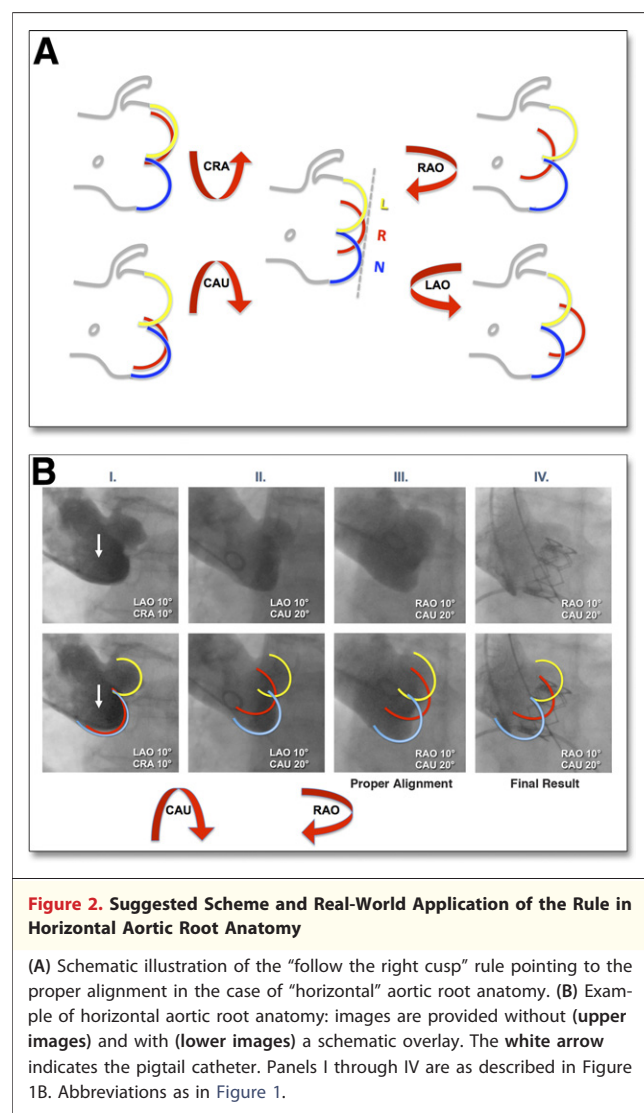 A
CRA
RAO
L
R
N
CAU
LAO
B
I.
II.
III.
IV.
LAO 10°
CRA 10°
LAO 10°
CAU 20°
RAO 10°
CAU 20°
RAO 10°
CAU 20°
LAO 10°
CRA 10°
LAO 10°
CAU 20°
RAO 10°
CAU 20°
RAO 10°
CAU 20°
Proper Alignment
Final Result
CAU
RAO
Figure 2. Suggested Scheme and Real-World Application of the Rule in
Horizontal Aortic Root Anatomy
(A) Schematic illustration of the “follow the right cusp” rule pointing to the
proper alignment in the case of “horizontal” aortic root anatomy. (B) Exam-
ple of horizontal aortic root anatomy: images are provided without (upper
images) and with (lower images) a schematic overlay. The white arrow
indicates the pigtail catheter. Panels I through IV are as described in Figure
1B. Abbreviations as in Figure 1.